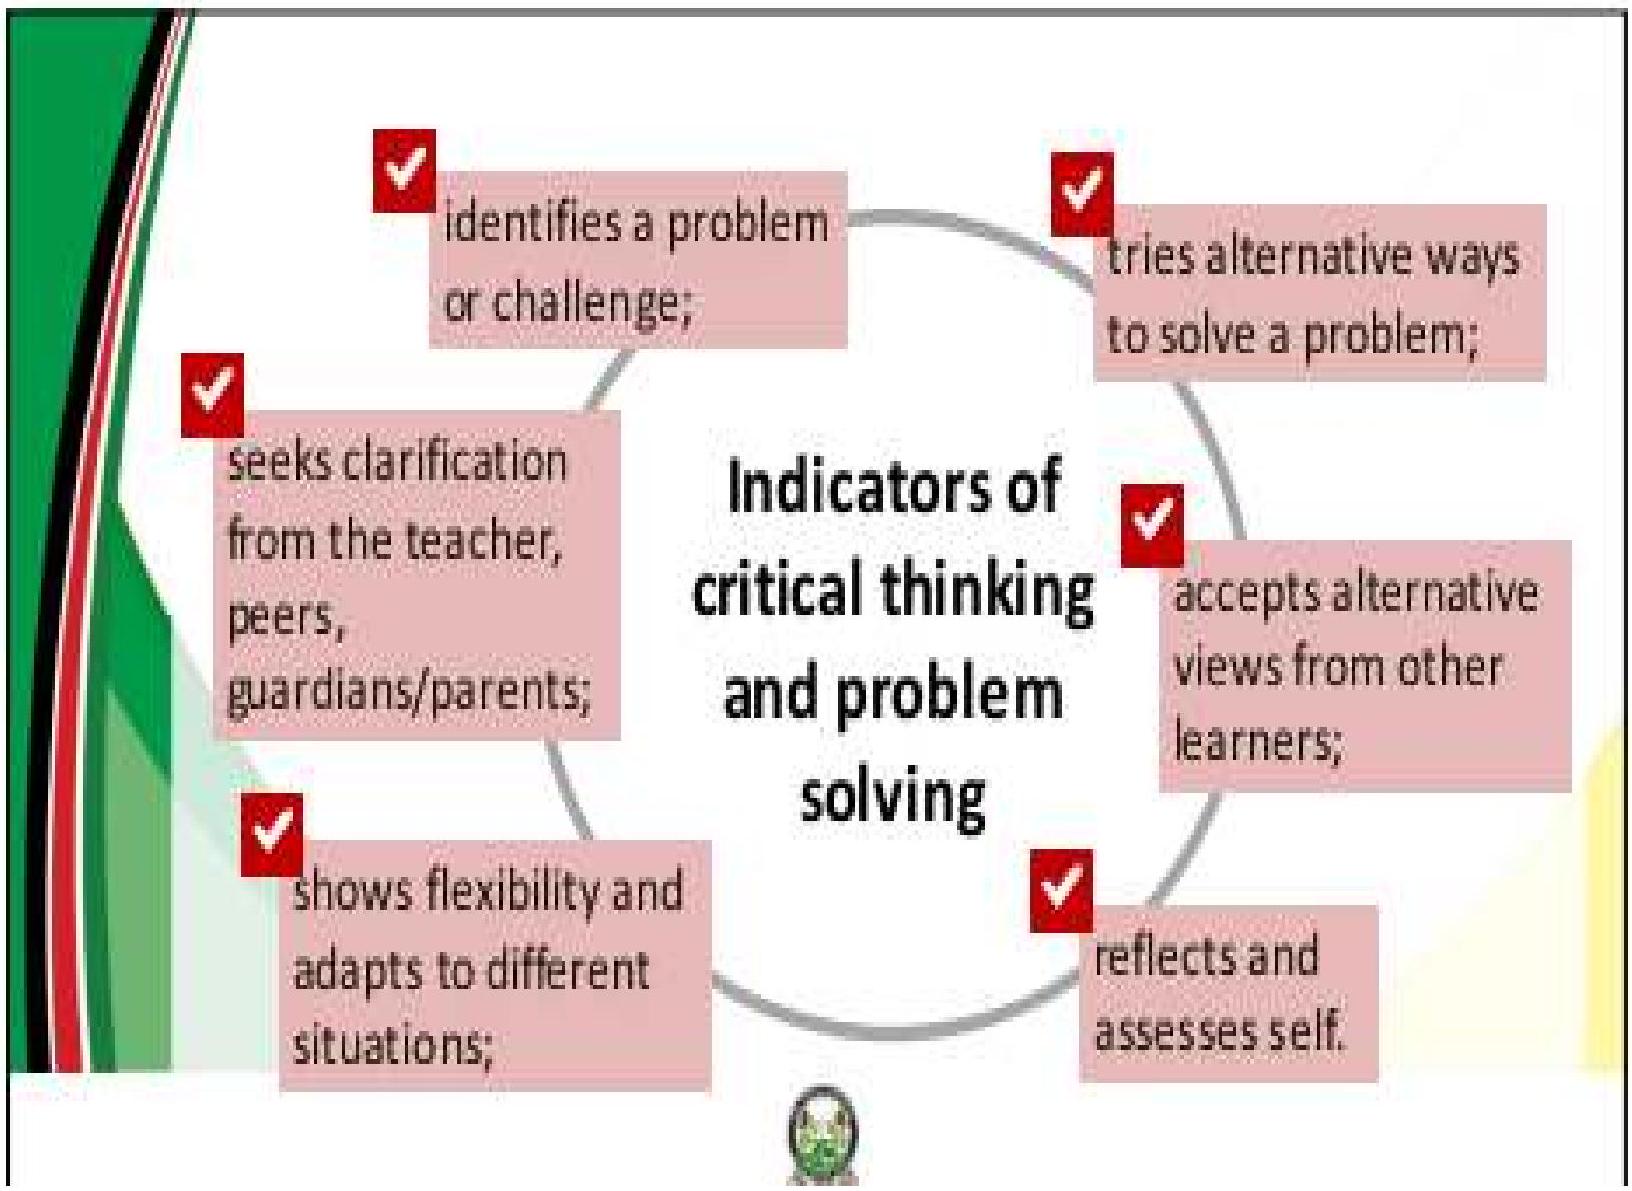 identifies a problem
or challenge;
tries alternative ways
to solve a problem;
seeks clarification
from the teacher,
peers,
guardians/parents;
Indicators of
critical thinking
and problem
solving
accepts alternative
views from other
learners;
shows flexibility and
adapts to different
situations;
reflects and
assesses self.